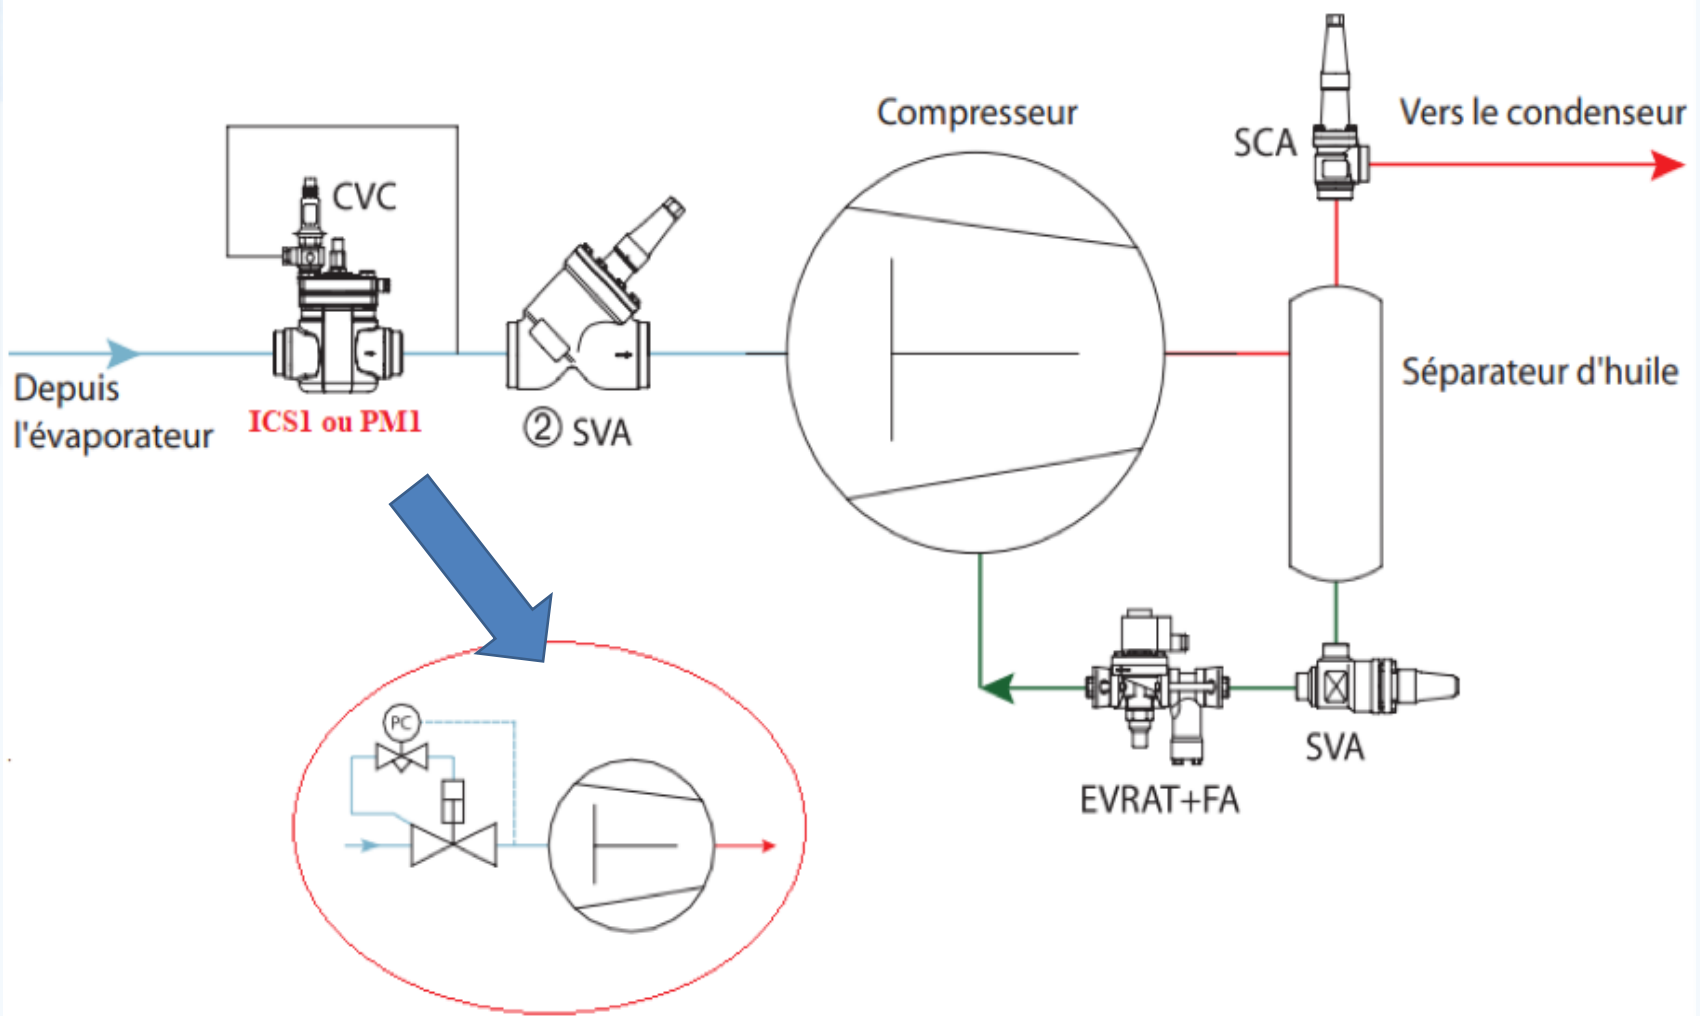 Compresseur
SCA
Vers le condenseur
CVC
Depuis
l'évaporateur
ICS1 ou PM1
② SVA
Séparateur d'huile
PC
SVA
EVRAT+FA